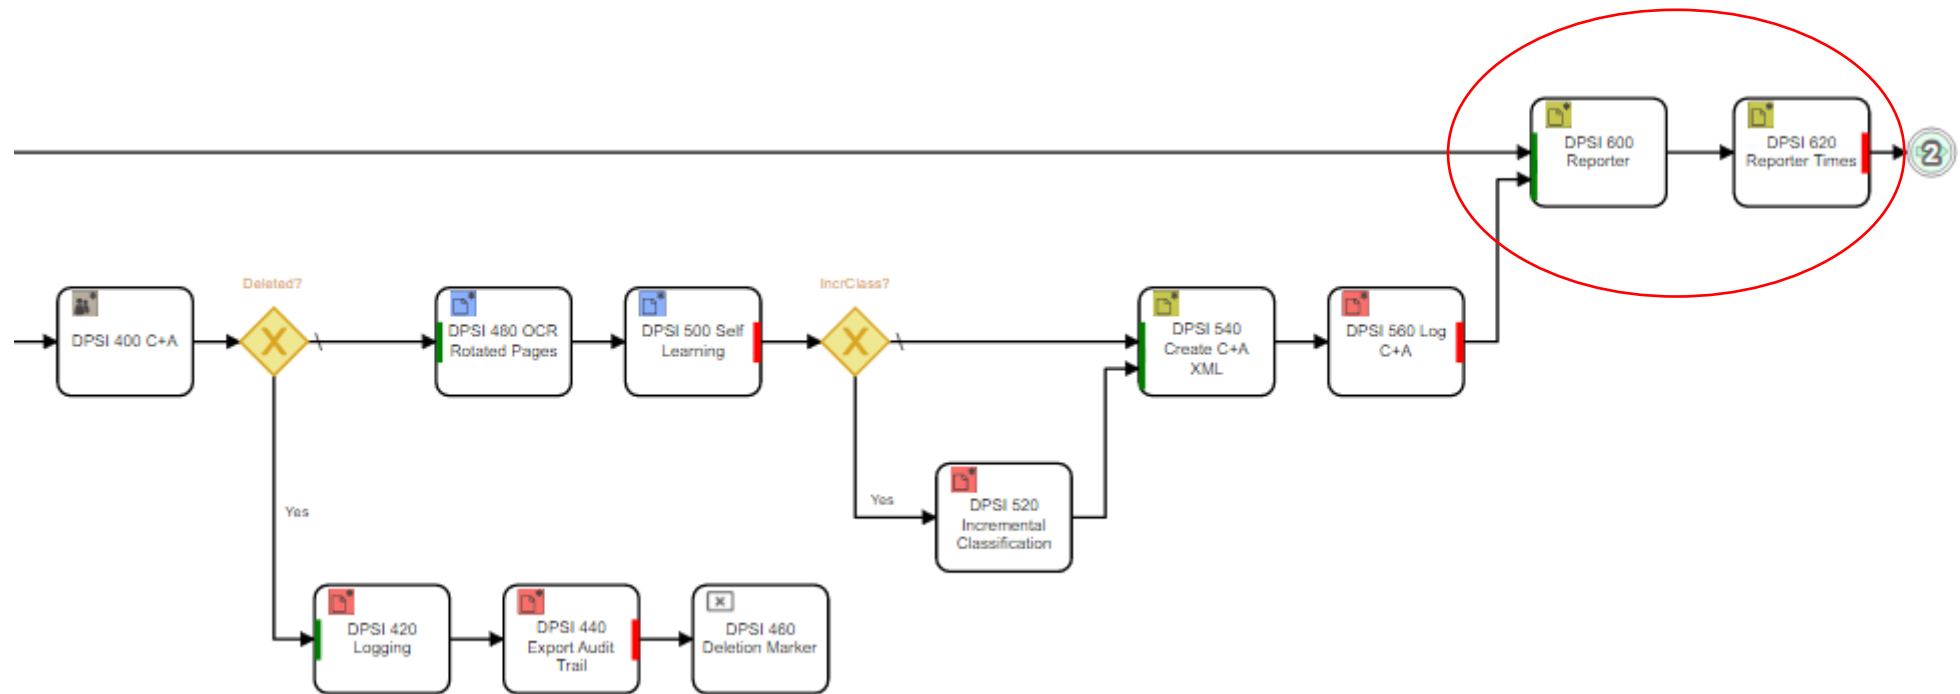 DPSI 600
Reporter
DPSI 620
Reporter Times
2
DPSI 400 C+A
Deleted?
X
DPSI 480 OCR
Rotated Pages
DPSI 500 Self
Learning
IncrClass?
X
DPSI 540
Create C+A
XML
DPSI 560 Log
C+A
Yes
Yes
DPSI 520
Incremental
Classification
DPSI 420
Logging
DPSI 440
Export Audit
Trail
DPSI 460
Deletion Marker